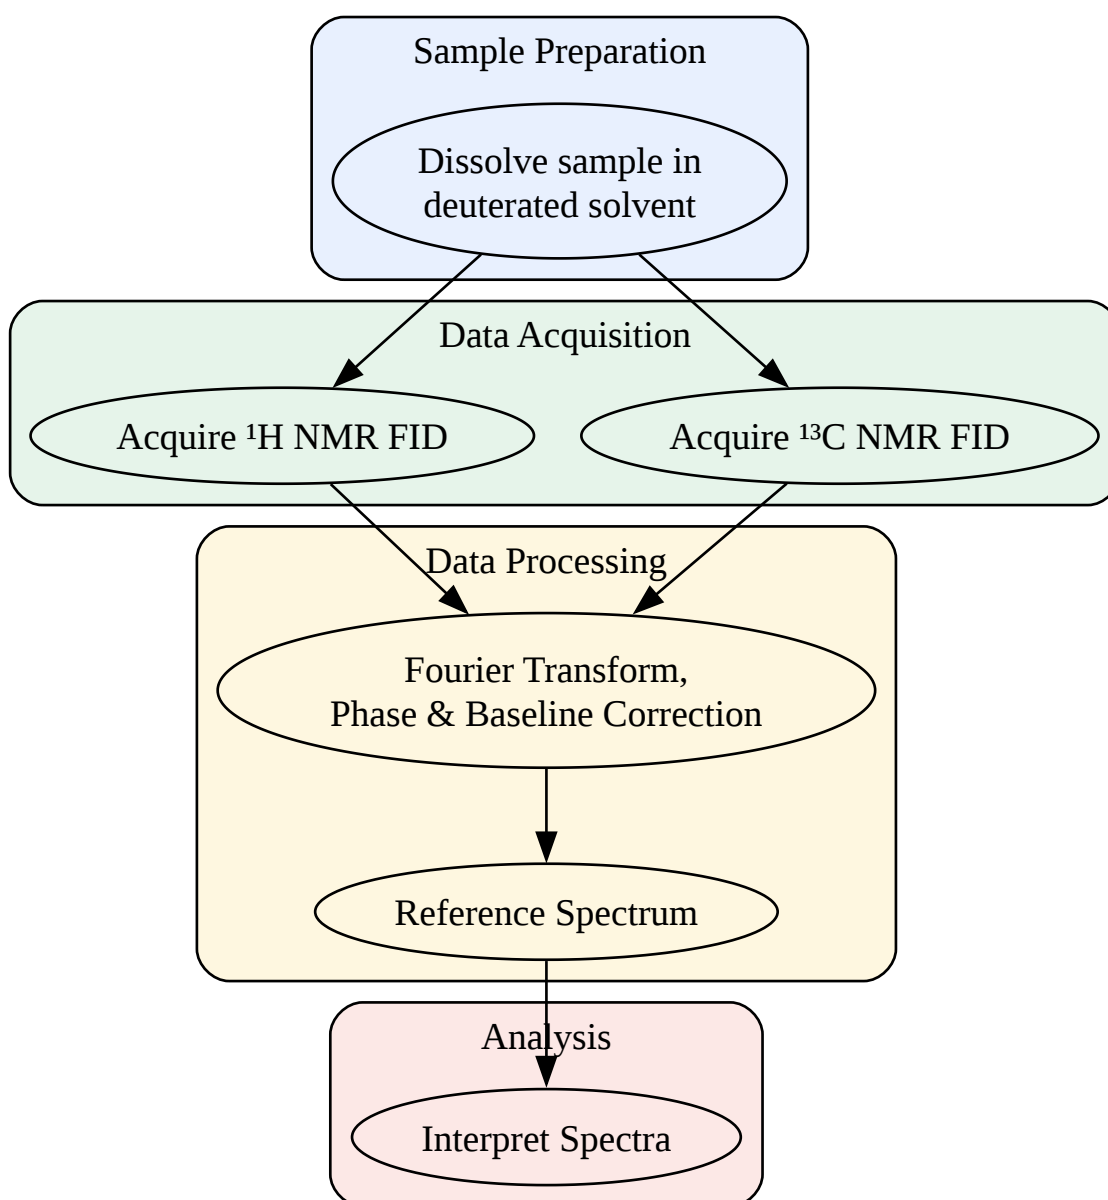 Sample Preparation
Dissolve sample in
deuterated solvent
Data Acquisition
Acquire ¹H NMR FID
Acquire ¹³C NMR FID
Data Processing
Fourier Transform,
Phase & Baseline Correction
Reference Spectrum
Analysis
Interpret Spectra